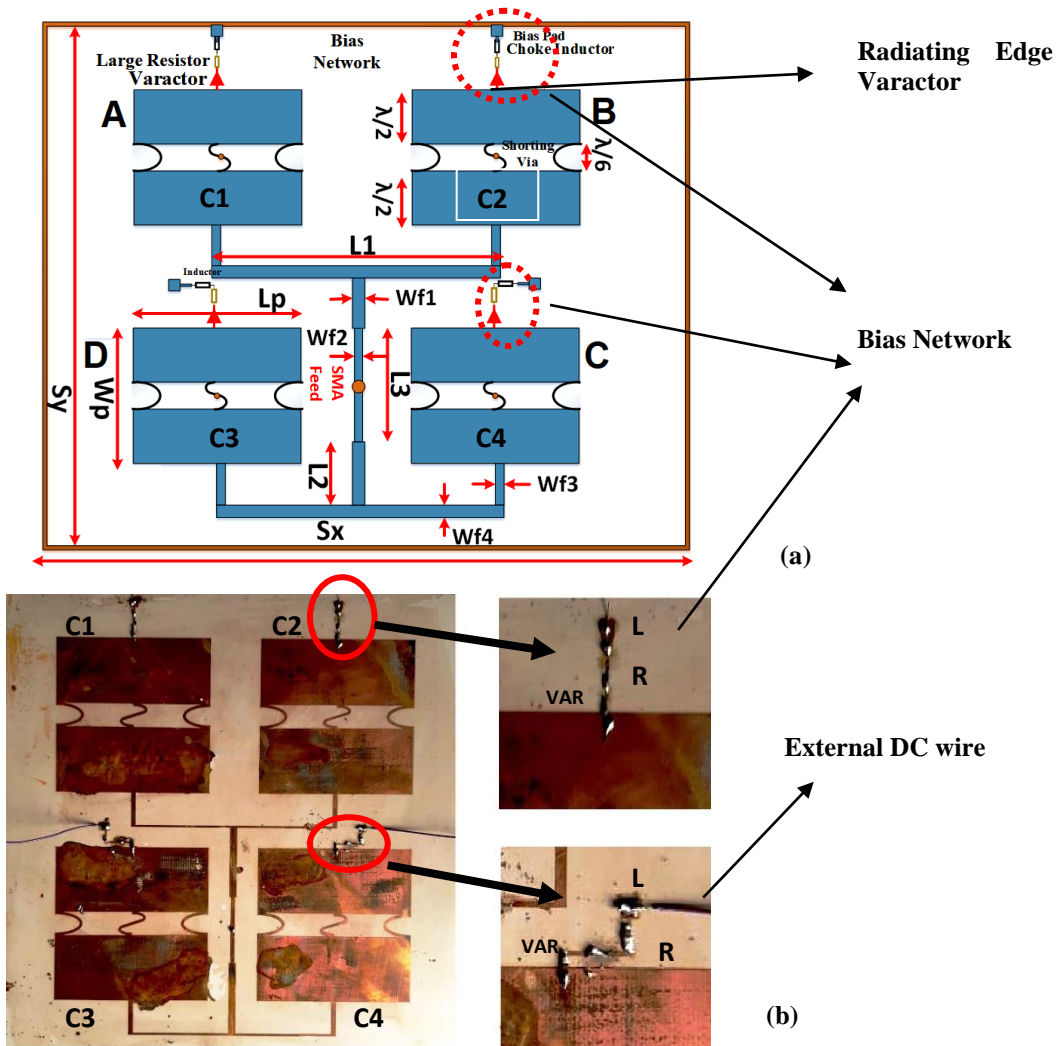 Bias
Network
Large Resistor
Varactor
Bias Pad
Choke Inductor
Radiating Edge
Varactor
A
B
λ/2
Shorting
Via
λ/6
C1
λ/2
C2
L1
Inductor
Lp
Wf1
Bias Network
Wf2
D
C
Sy
Wp
SMA
Feed
L3
C3
C4
L2
Wf3
Sx
Wf4
(a)
C1
C2
L
R
VAR
External DC wire
L
VAR
R
C3
C4
(b)